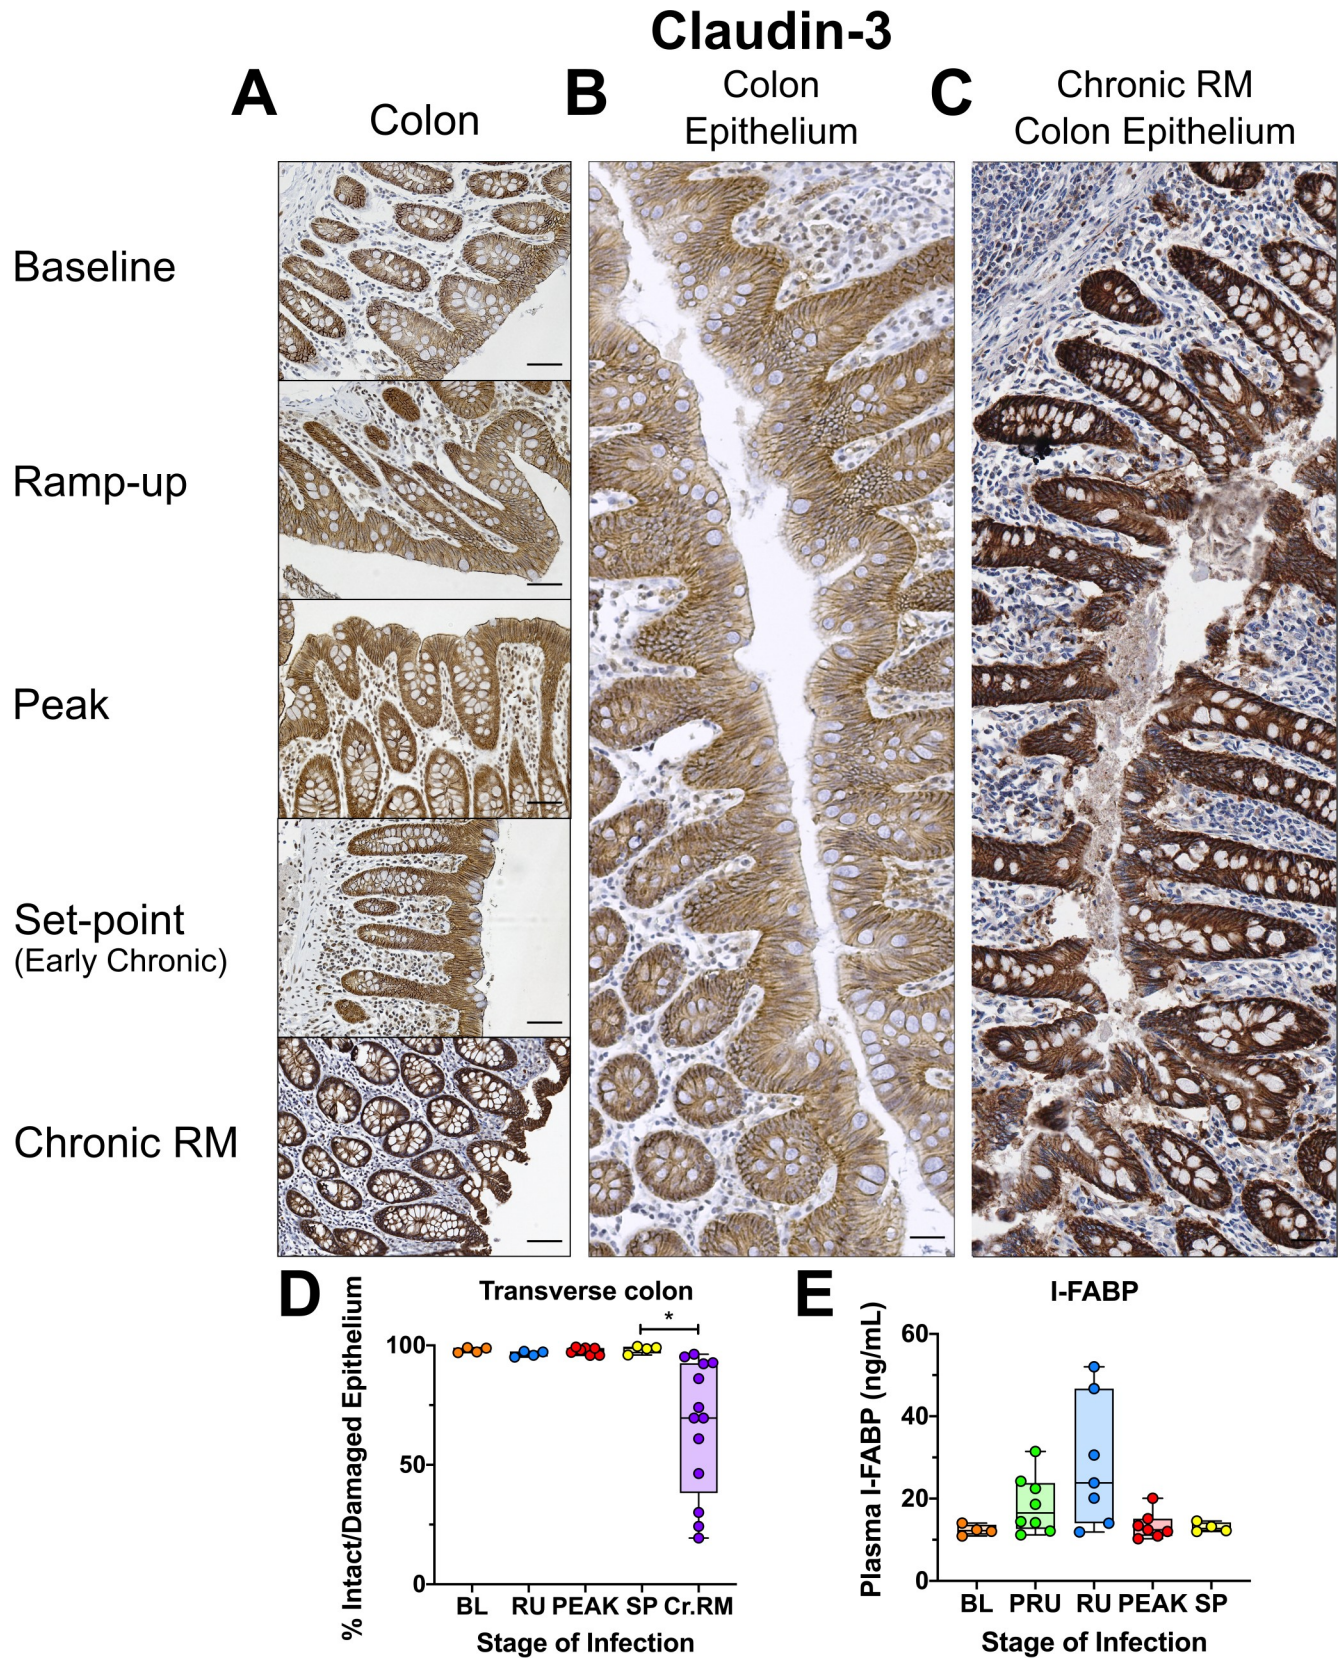 Claudin-3
A
Colon
B
Colon
Epithelium
C
Chronic RM
Colon Epithelium
Baseline
Ramp-up
Peak
Set-point
(Early Chronic)
Chronic RM
D
Transverse colon
*
% Intact/Damaged Epithelium
100
50
0
BL RU PEAK SP Cr.RM
Stage of Infection
E
I-FABP
Plasma I-FABP (ng/mL)
60
40
20
0
BL PRU RU PEAK SP
Stage of Infection